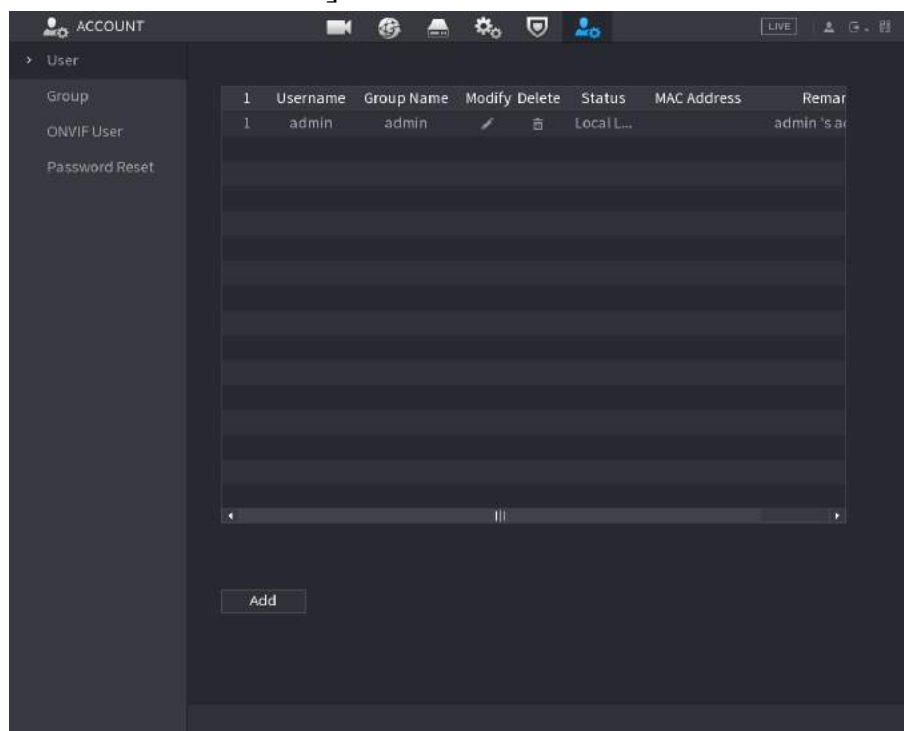 ACCOUNT LIVE
User
Group
ONVIF User
Password Reset
1 Username Group Name Modify Delete Status MAC Address Remar
1 admin admin Local L... admin 's ac
Add